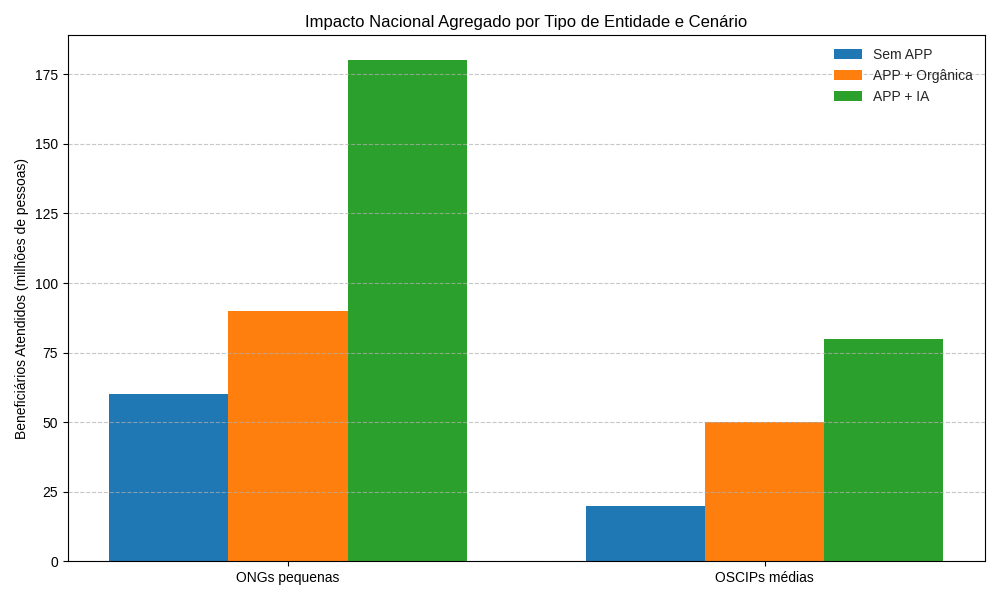 Impacto Nacional Agregado por Tipo de Entidade e Cenário
Sem APP
APP + Orgânica
APP + IA
Beneficiários Atendidos (milhões de pessoas)
175
150
125
100
75
50
25
0
ONGs pequenas
OSCIPs médias